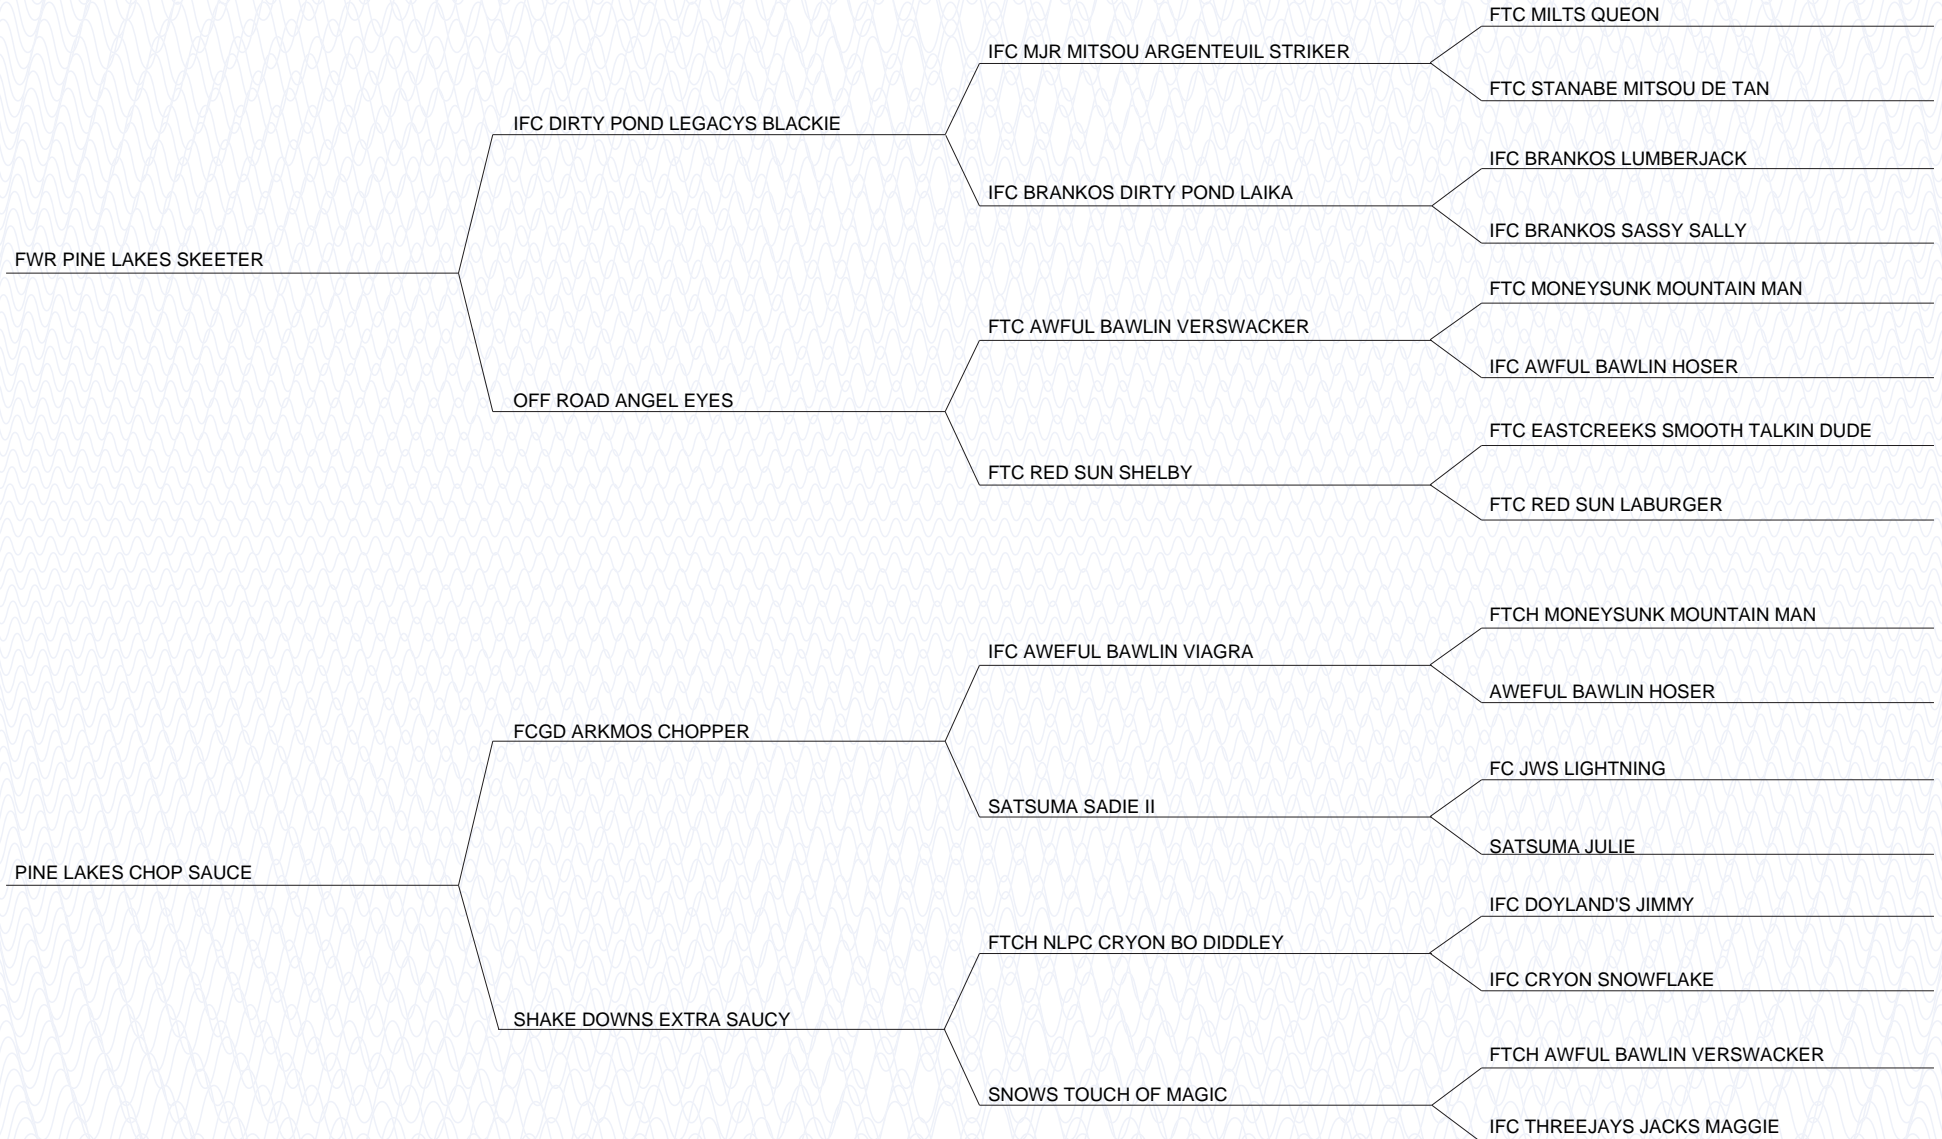 FTC MILTS QUEON
IFC MJR MITSOU ARGENTEUIL STRIKER
FTC STANABE MITSOU DE TAN
IFC DIRTY POND LEGACYS BLACKIE
IFC BRANKOS LUMBERJACK
IFC BRANKOS DIRTY POND LAIKA
IFC BRANKOS SASSY SALLY
FWR PINE LAKES SKEETER
FTC MONEYSUNK MOUNTAIN MAN
FTC AWFUL BAWLIN VERSWACKER
IFC AWFUL BAWLIN HOSER
OFF ROAD ANGEL EYES
FTC EASTCREEKS SMOOTH TALKIN DUDE
FTC RED SUN SHELBY
FTC RED SUN LABURGER
FTCH MONEYSUNK MOUNTAIN MAN
IFC AWEFUL BAWLIN VIAGRA
AWEFUL BAWLIN HOSER
FCGD ARKMOS CHOPPER
FC JWS LIGHTNING
SATSUMA SADIE II
SATSUMA JULIE
PINE LAKES CHOP SAUCE
IFC DOYLAND'S JIMMY
FTCH NLPC CRYON BO DIDDLEY
IFC CRYON SNOWFLAKE
SHAKE DOWNS EXTRA SAUCY
FTCH AWFUL BAWLIN VERSWACKER
SNOWS TOUCH OF MAGIC
IFC THREEJAYS JACKS MAGGIE